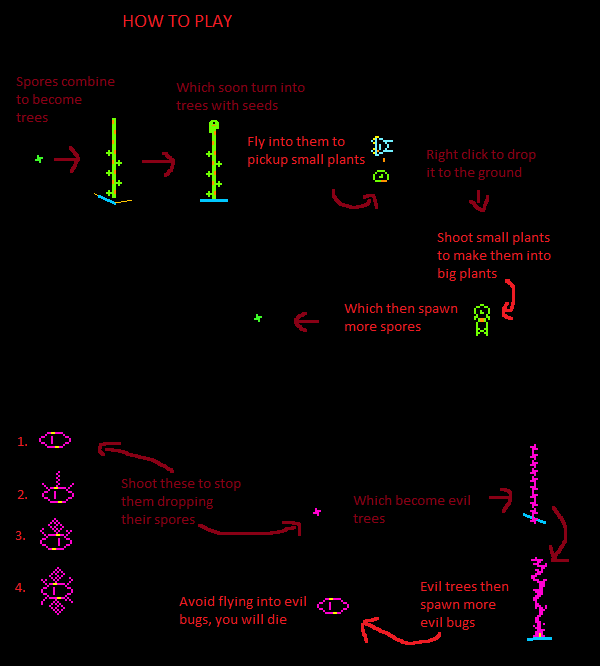 HOW TO PLAY
Spores combine
to become
trees
Which soon turn into
trees with seeds
Fly into them to
pickup small plants
Right click to drop
it to the ground
Shoot small plants
to make them into
big plants
Which then spawn
more spores
1.
2.
3.
4.
Shoot these to stop
them dropping
their spores
Which become evil
trees
Evil trees then
spawn more
evil bugs
Avoid flying into evil
bugs, you will die